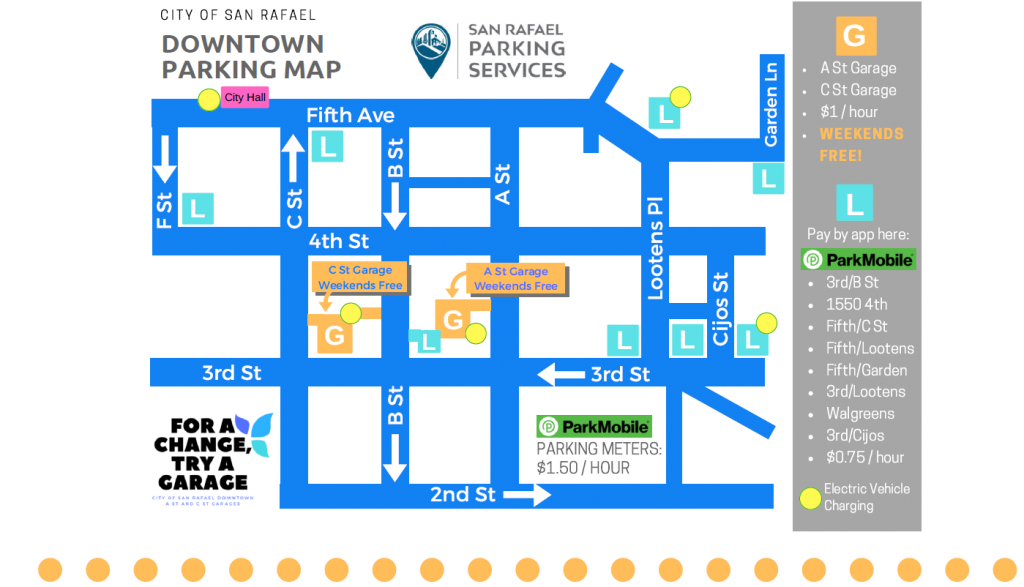 CITY OF SAN RAFAEL
DOWNTOWN
PARKING MAP
SAN RAFAEL
PARKING
SERVICES
City Hall
Fifth Ave
Garden Ln
L
L
L
L
F St
C St
B St
A St
4th St
Lootens Pl
Cijos St
C St Garage
Weekends Free
A St Garage
Weekends Free
G
G
L
L
L
L
3rd St
3rd St
B St
2nd St
FOR A
CHANGE,
TRY A
GARAGE
CITY OF SAN RAFAEL DOWNTOWN
A ST AND C ST GARAGES
ParkMobile
PARKING METERS:
$1.50 / HOUR
G
• A St Garage
• C St Garage
• $1 / hour
• WEEKENDS
FREE!
L
Pay by app here:
ParkMobile
• 3rd/B St
• 1550 4th
• Fifth/C St
• Fifth/Lootens
• Fifth/Garden
• 3rd/Lootens
• Walgreens
• 3rd/Cijos
• $0.75 / hour
Electric Vehicle
Charging